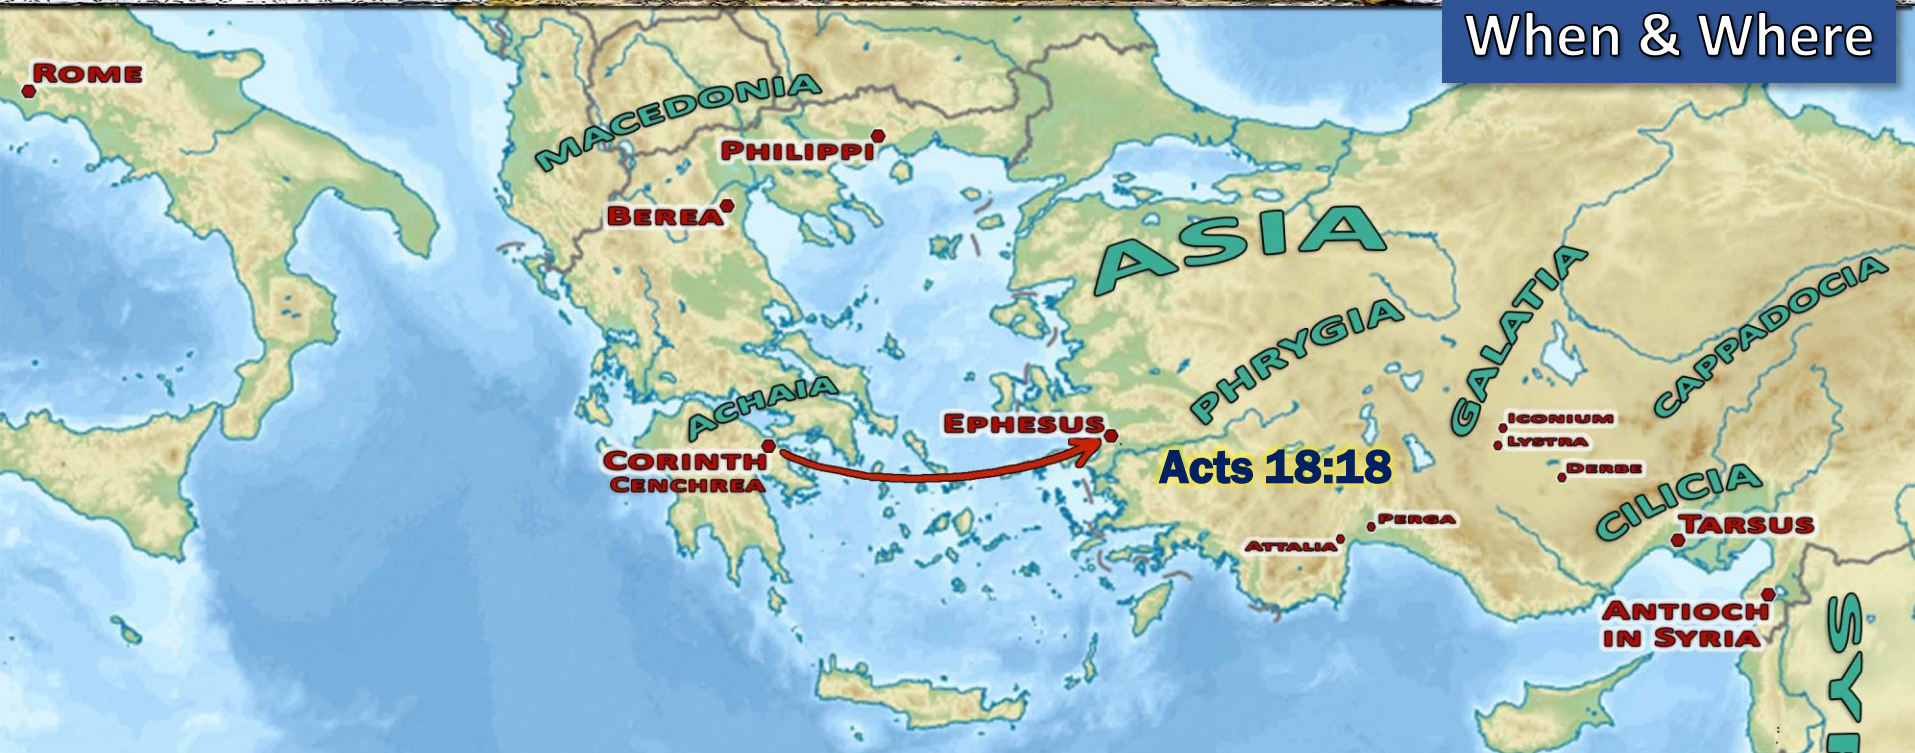 When & Where
ROME
MACEDONIA
PHILIPPI
BEREA
ASIA
PHRYGIA
GALATIA
CAPPADOCIA
ACHAIA
EPHESUS
CORINTH
CENCHREA
Acts 18:18
ICONIUM
LYSTRA
DERBE
CILICIA
TARSUS
PERGA
ATTALIA
ANTIOCH
IN SYRIA